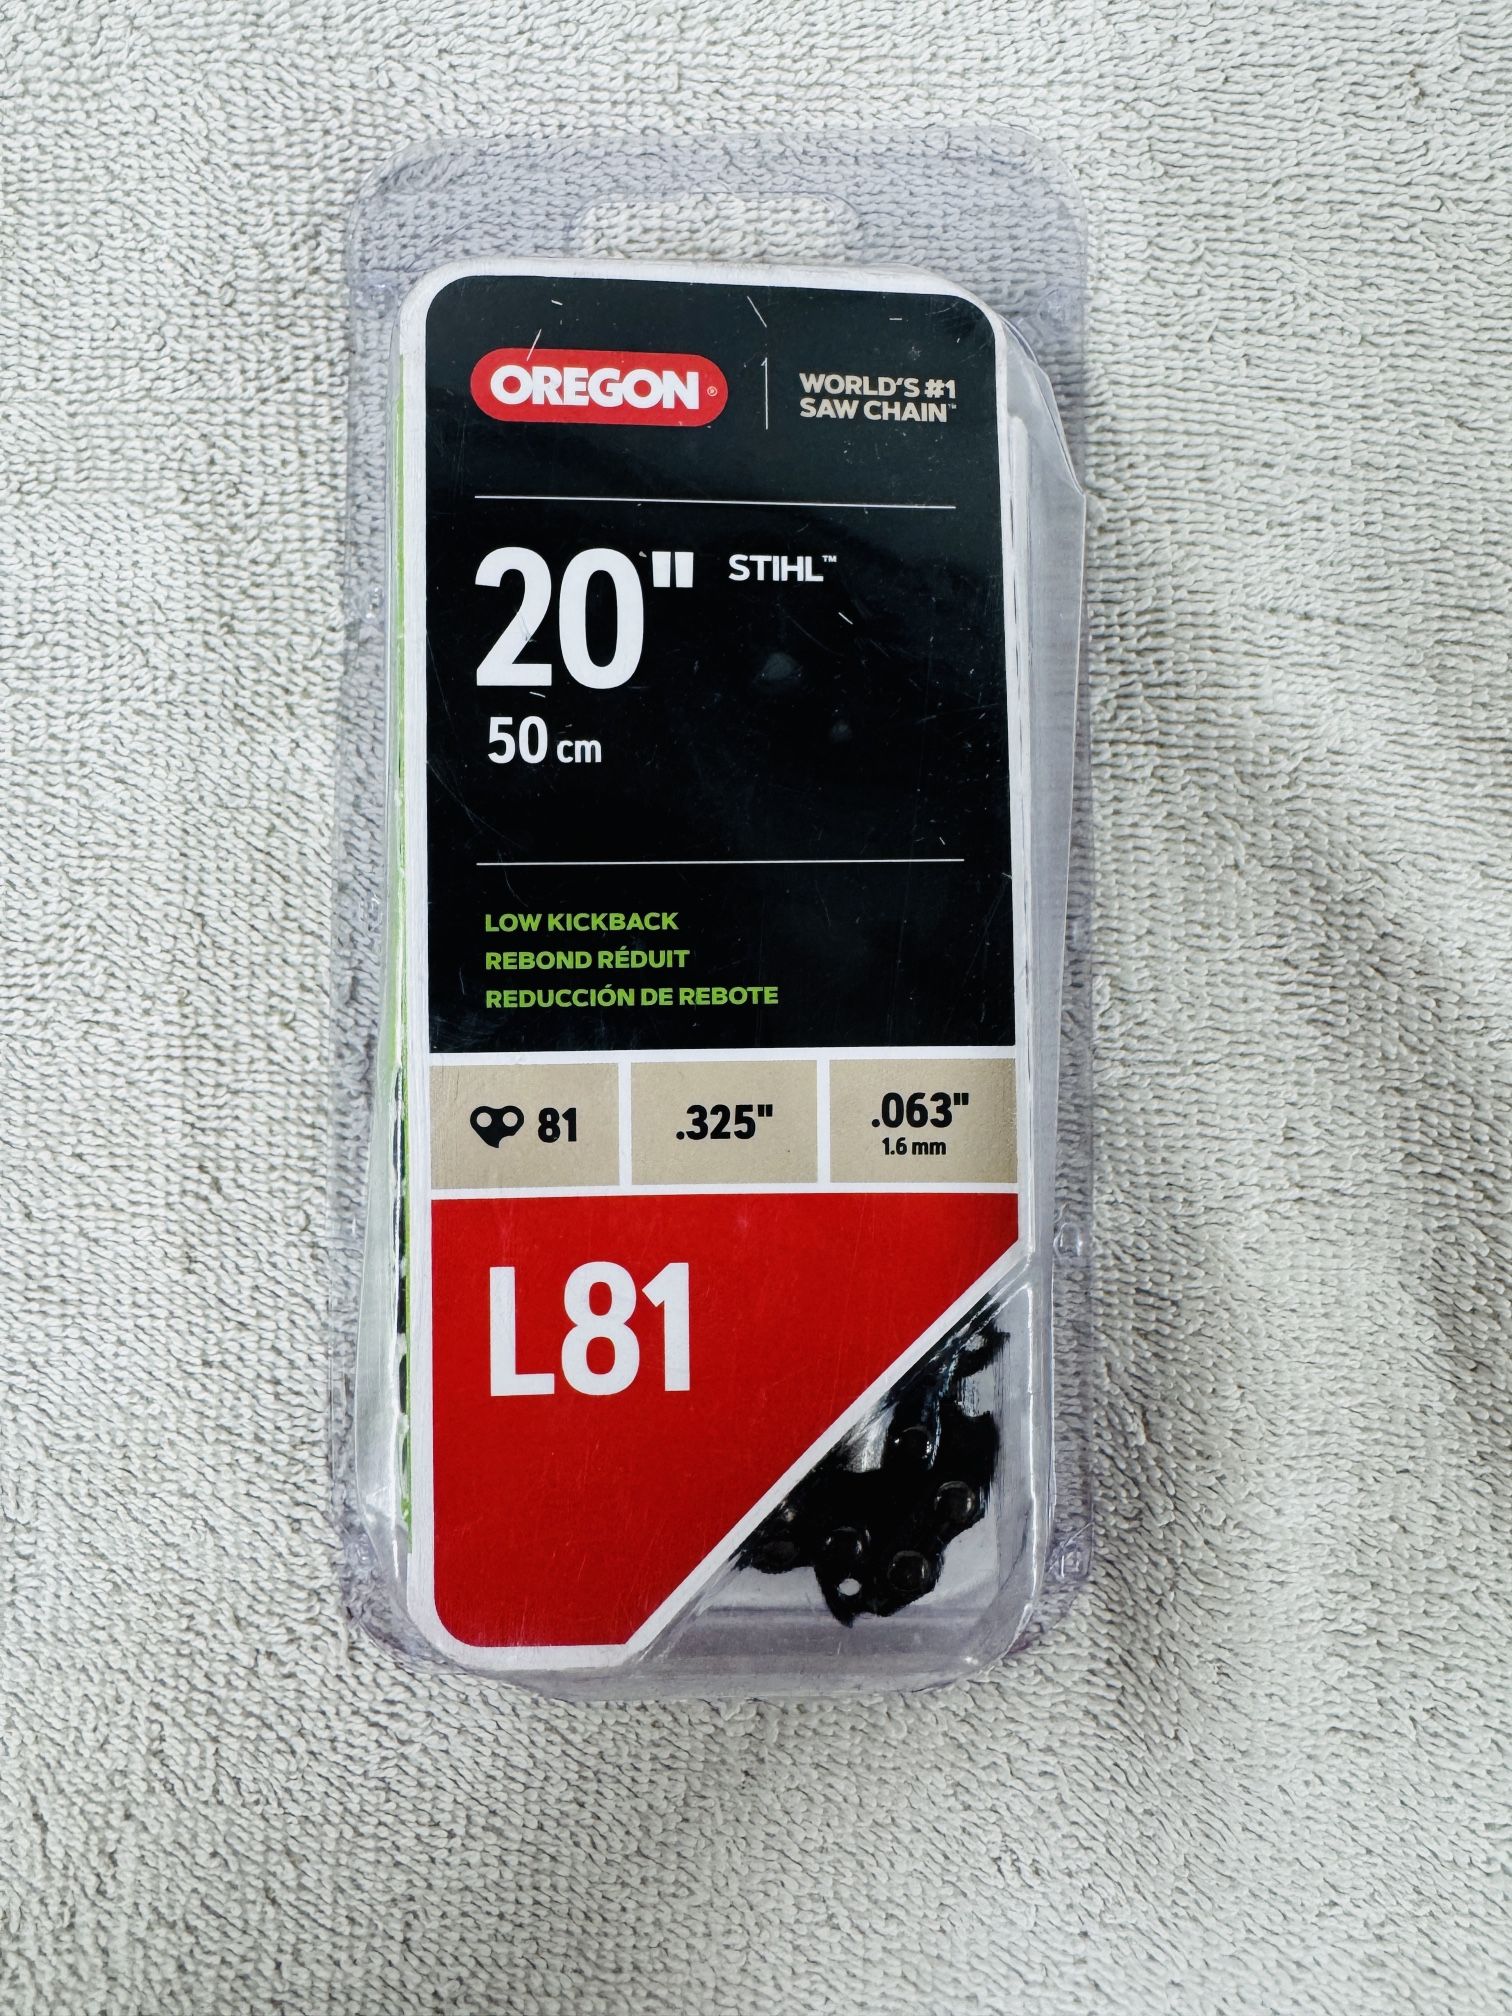 OREGON®
WORLD'S #1
SAW CHAIN™
20" STIHL™
50 cm
LOW KICKBACK
REBOND RÉDUIT
REDUCCIÓN DE REBOTE
81
.325"
.063"
1.6 mm
L81